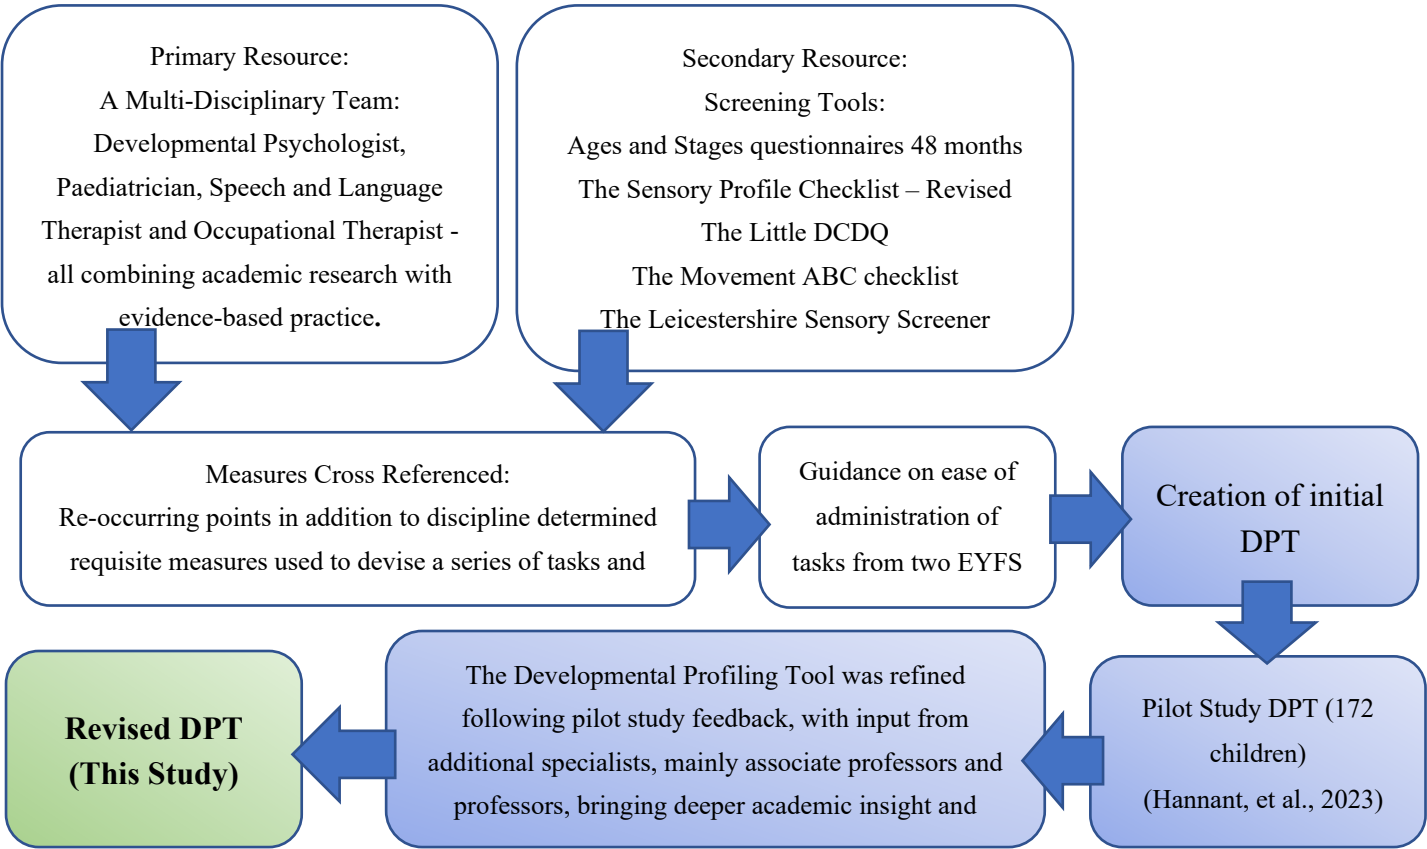 Primary Resource:
A Multi-Disciplinary Team:
Developmental Psychologist,
Paediatrician, Speech and Language
Therapist and Occupational Therapist -
all combining academic research with
evidence-based practice.
Secondary Resource:
Screening Tools:
Ages and Stages questionnaires 48 months
The Sensory Profile Checklist – Revised
The Little DCDQ
The Movement ABC checklist
The Leicestershire Sensory Screener
Measures Cross Referenced:
Re-occurring points in addition to discipline determined
requisite measures used to devise a series of tasks and
Guidance on ease of
administration of
tasks from two EYFS
Creation of initial
DPT
Pilot Study DPT (172
children)
(Hannant, et al., 2023)
The Developmental Profiling Tool was refined
following pilot study feedback, with input from
additional specialists, mainly associate professors and
professors, bringing deeper academic insight and
Revised DPT
(This Study)